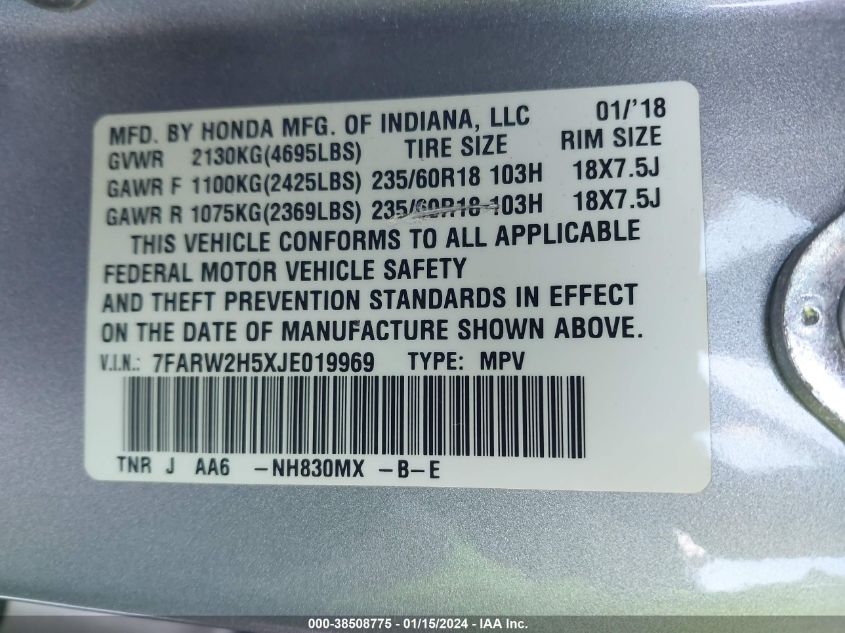 MFD. BY HONDA MFG. OF INDIANA, LLC 01/'18
GVWR 2130KG(4695LBS) TIRE SIZE RIM SIZE
GAWR F 1100KG(2425LBS) 235/60R18 103H 18X7.5J
GAWR R 1075KG(2369LBS) 235/60R18 103H 18X7.5J
THIS VEHICLE CONFORMS TO ALL APPLICABLE
FEDERAL MOTOR VEHICLE SAFETY
AND THEFT PREVENTION STANDARDS IN EFFECT
ON THE DATE OF MANUFACTURE SHOWN ABOVE.
V.I.N.: 7FARW2H5XJE019969 TYPE: MPV
TNR J AA6 -NH830MX -B-E
000-38508775 - 01/15/2024 - IAA Inc.